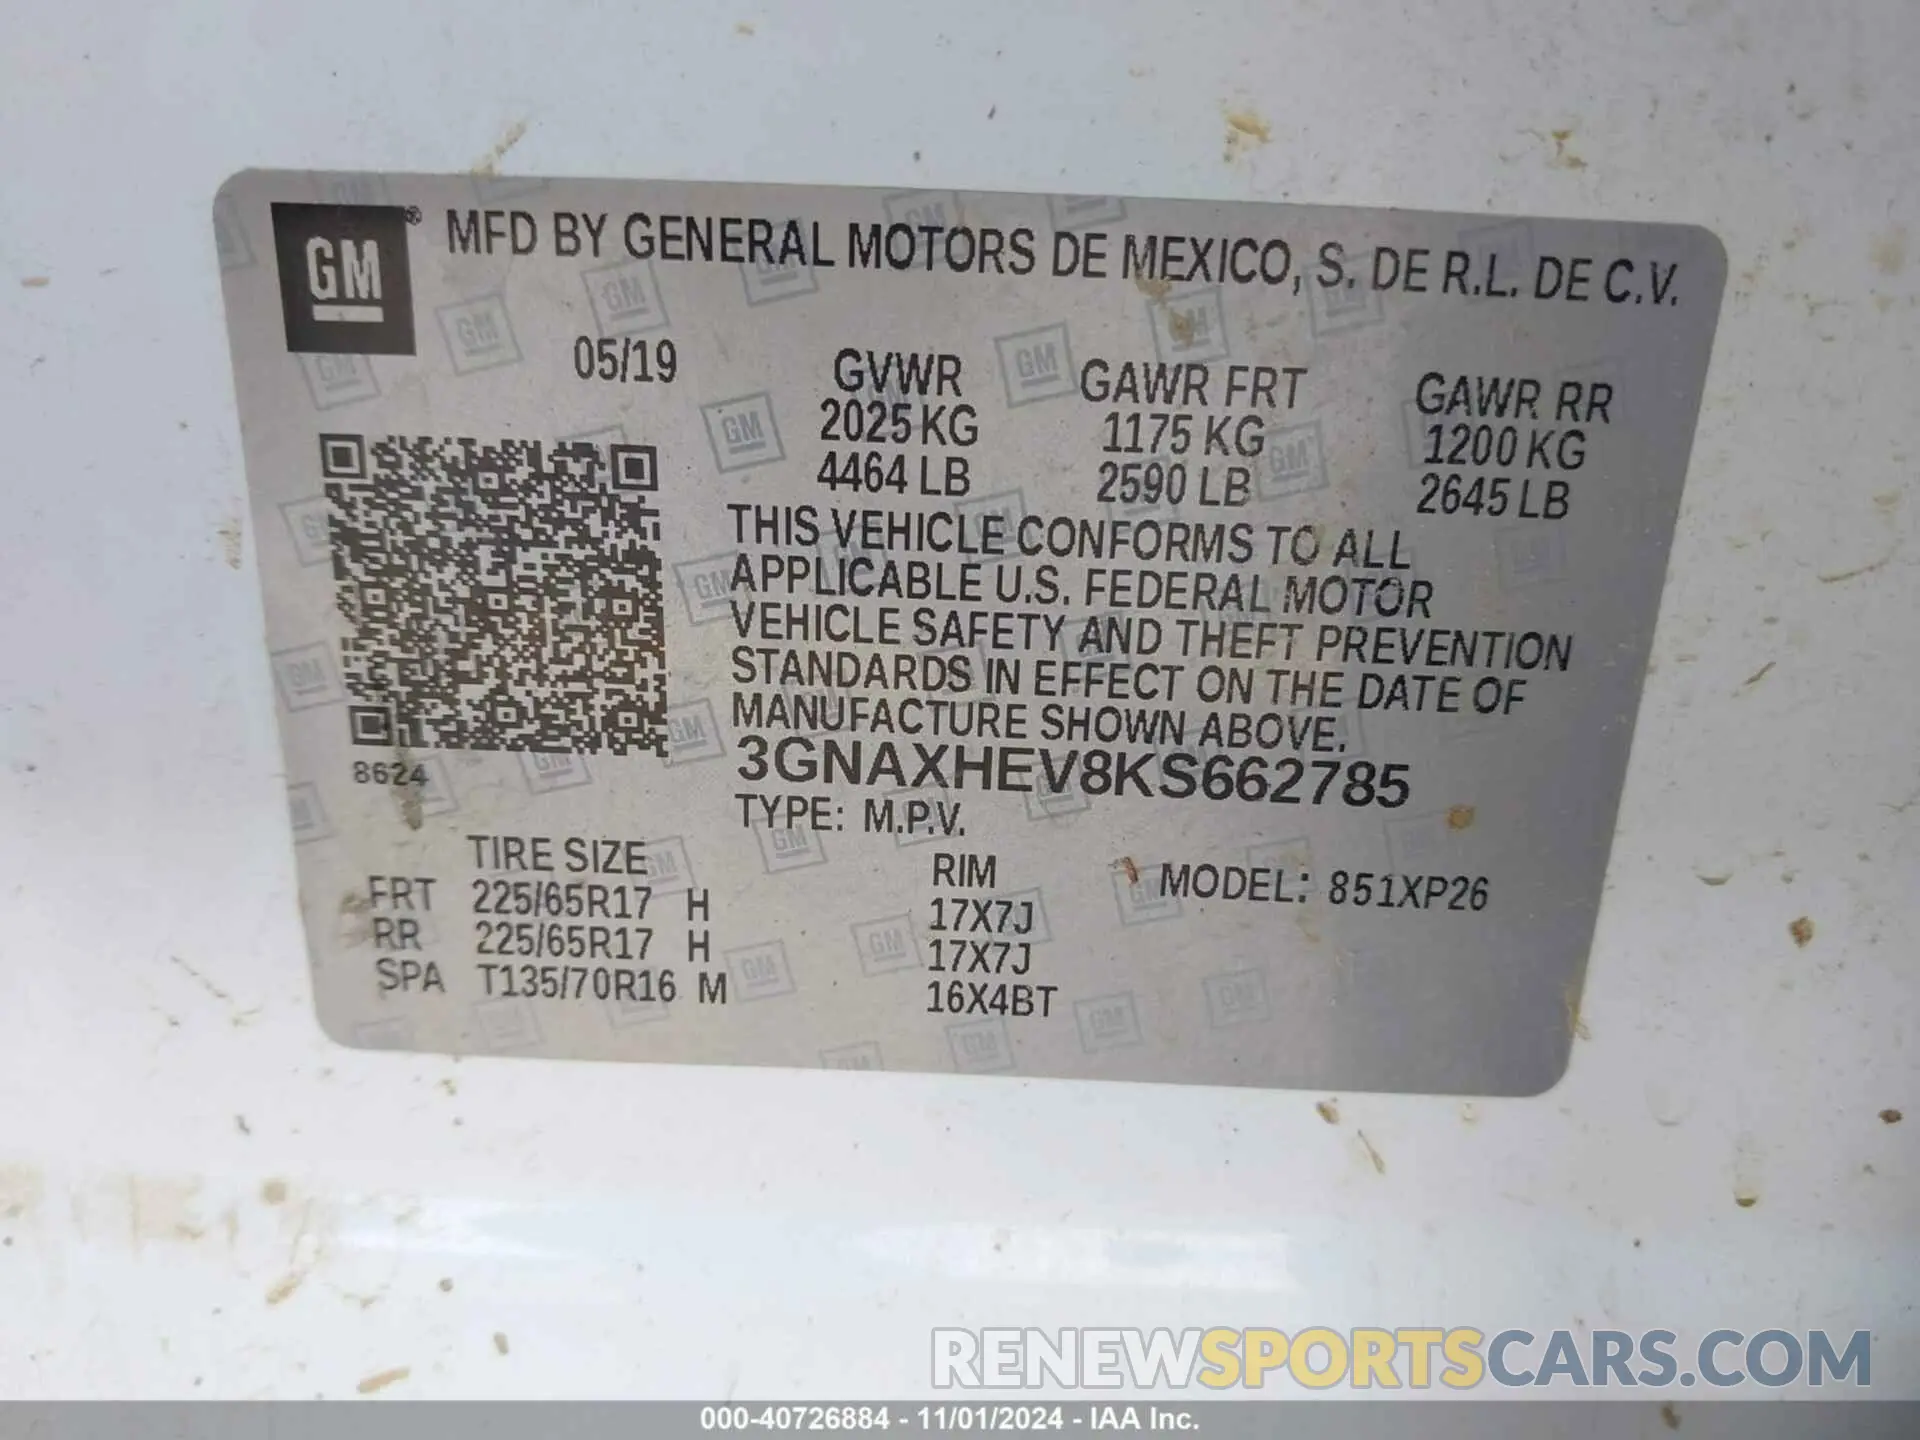 GM® MFD BY GENERAL MOTORS DE MEXICO, S. DE R.L. DE C.V.
05/19 GVWR GAWR FRT GAWR RR
2025 KG 1175 KG 1200 KG
4464 LB 2590 LB 2645 LB
THIS VEHICLE CONFORMS TO ALL
APPLICABLE U.S. FEDERAL MOTOR
VEHICLE SAFETY AND THEFT PREVENTION
STANDARDS IN EFFECT ON THE DATE OF
MANUFACTURE SHOWN ABOVE.
8624 3GNAXHEV8KS662785
TYPE: M.P.V.
TIRE SIZE RIM MODEL: 851XP26
FRT 225/65R17 H 17X7J
RR 225/65R17 H 17X7J
SPA T135/70R16 M 16X4BT
RENEWSPORTSCARS.COM
000-40726884 - 11/01/2024 - IAA Inc.